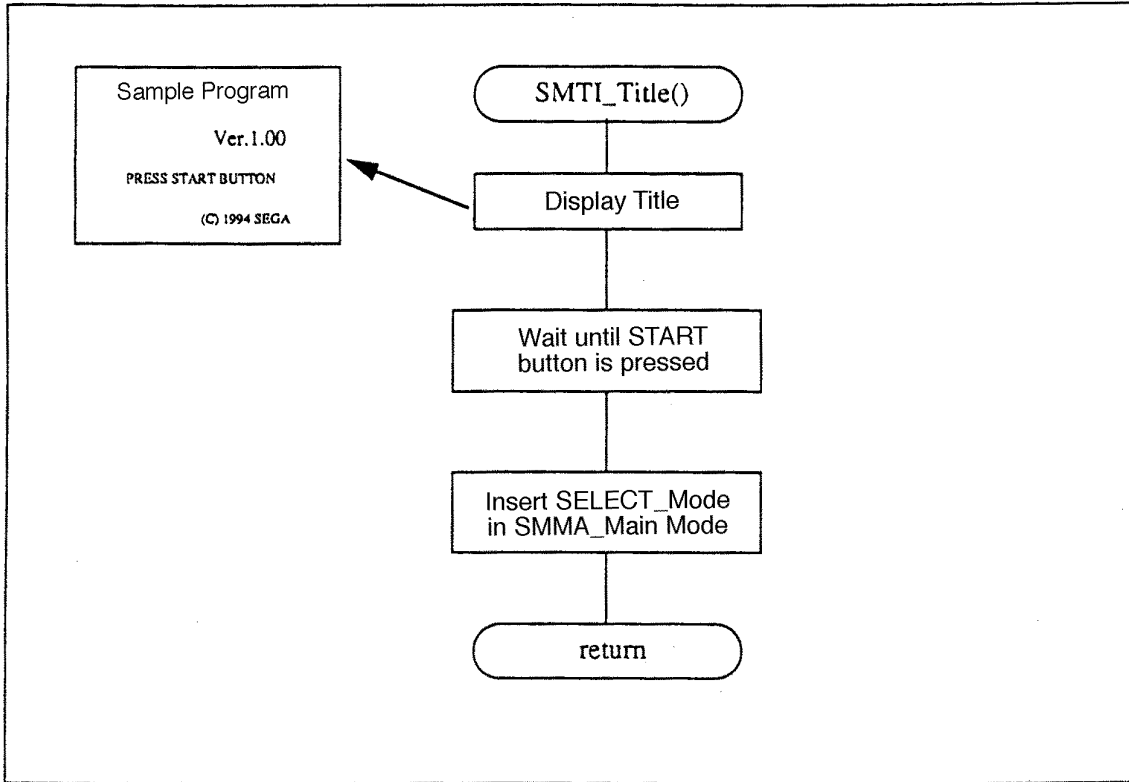 Sample Program
Ver.1.00
PRESS START BUTTON
(C) 1994 SEGA
SMTI_Title()
Display Title
Wait until START
button is pressed
Insert SELECT_Mode
in SMMA_Main Mode
return